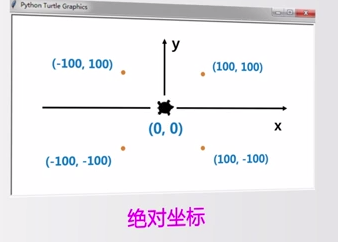 Python Turtle Graphics
y
(-100, 100)
(100, 100)
(0, 0)
x
(-100, -100)
(100, -100)
绝对坐标